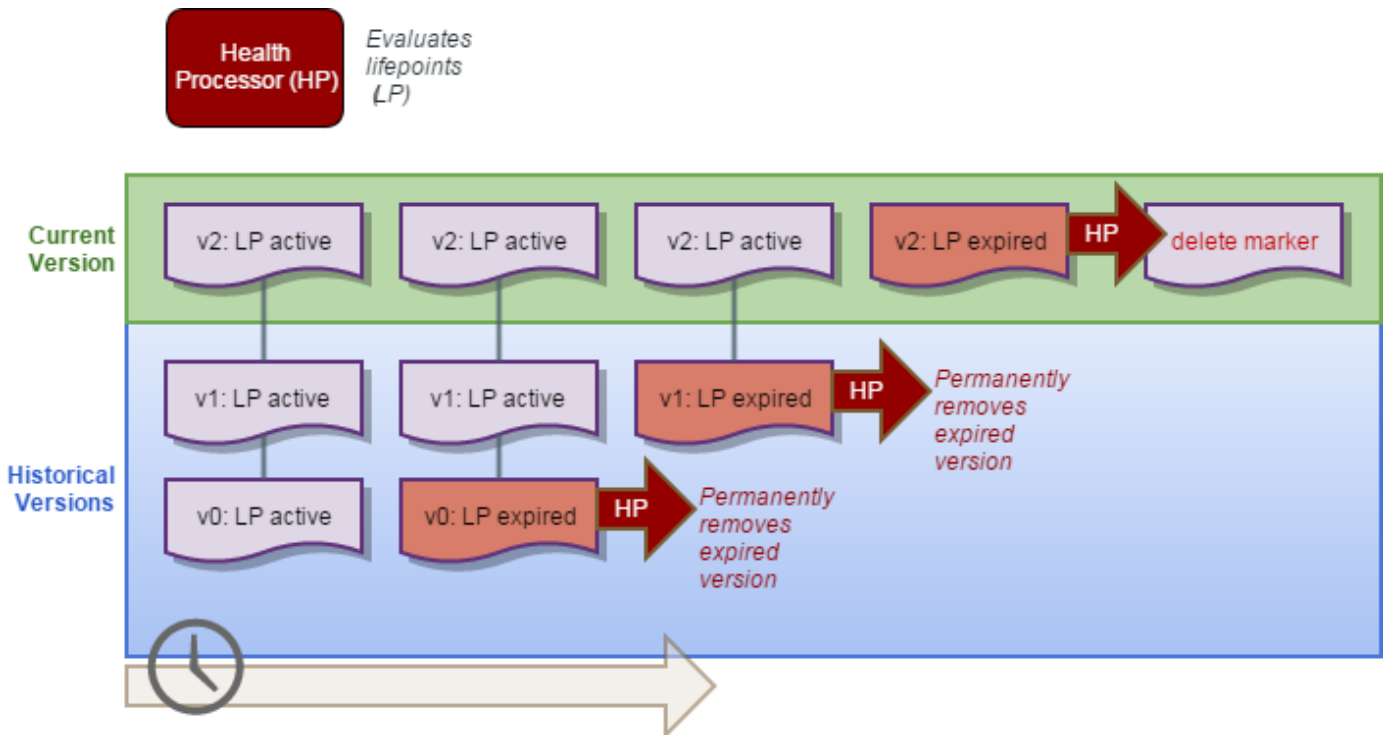 Health
Processor (HP)
Evaluates
lifepoints
(LP)
Current
Version
v2: LP active
v2: LP active
v2: LP active
v2: LP expired
HP
delete marker
Historical
Versions
v1: LP active
v1: LP active
v1: LP expired
HP
Permanently
removes
expired
version
v0: LP active
v0: LP expired
HP
Permanently
removes
expired
version